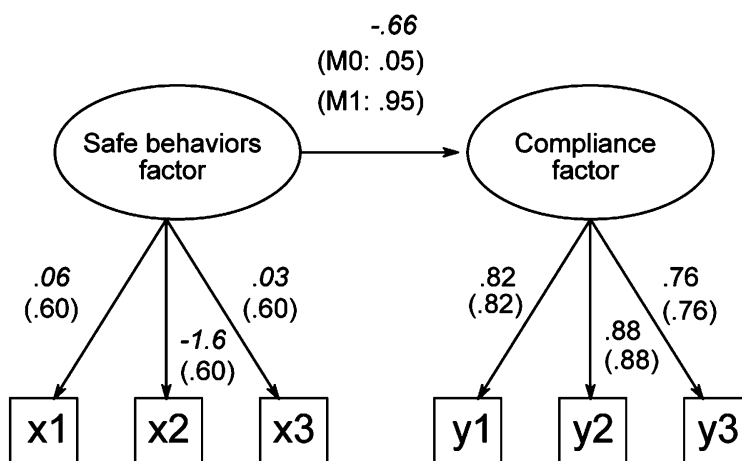 -.66
(M0: .05)
(M1: .95)
Safe behaviors
factor
Compliance
factor
.06
(.60)
-1.6
(.60)
.03
(.60)
.82
(.82)
.88
(.88)
.76
(.76)
x1
x2
x3
y1
y2
y3